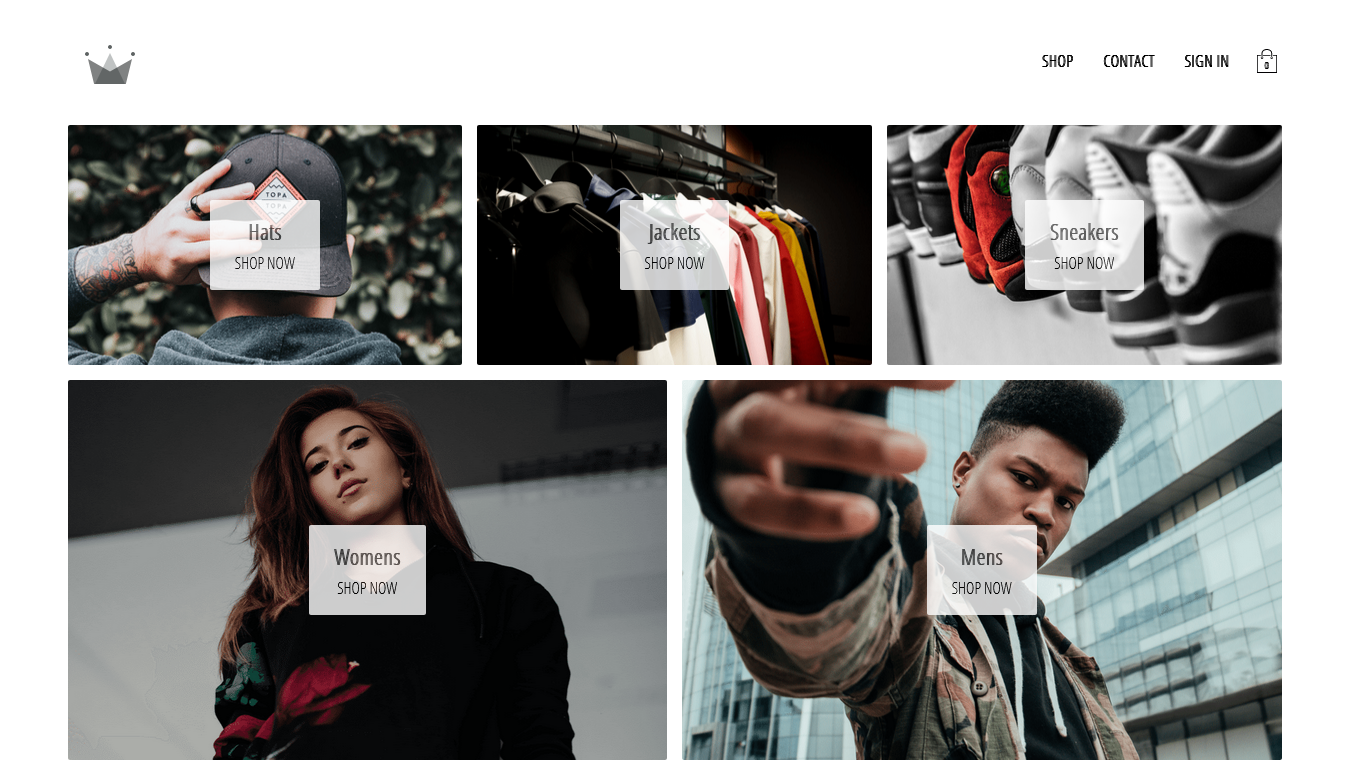 SHOP
CONTACT
SIGN IN
0
TOPA
TOPA
Hats
SHOP NOW
Jackets
SHOP NOW
Sneakers
SHOP NOW
Womens
SHOP NOW
Mens
SHOP NOW